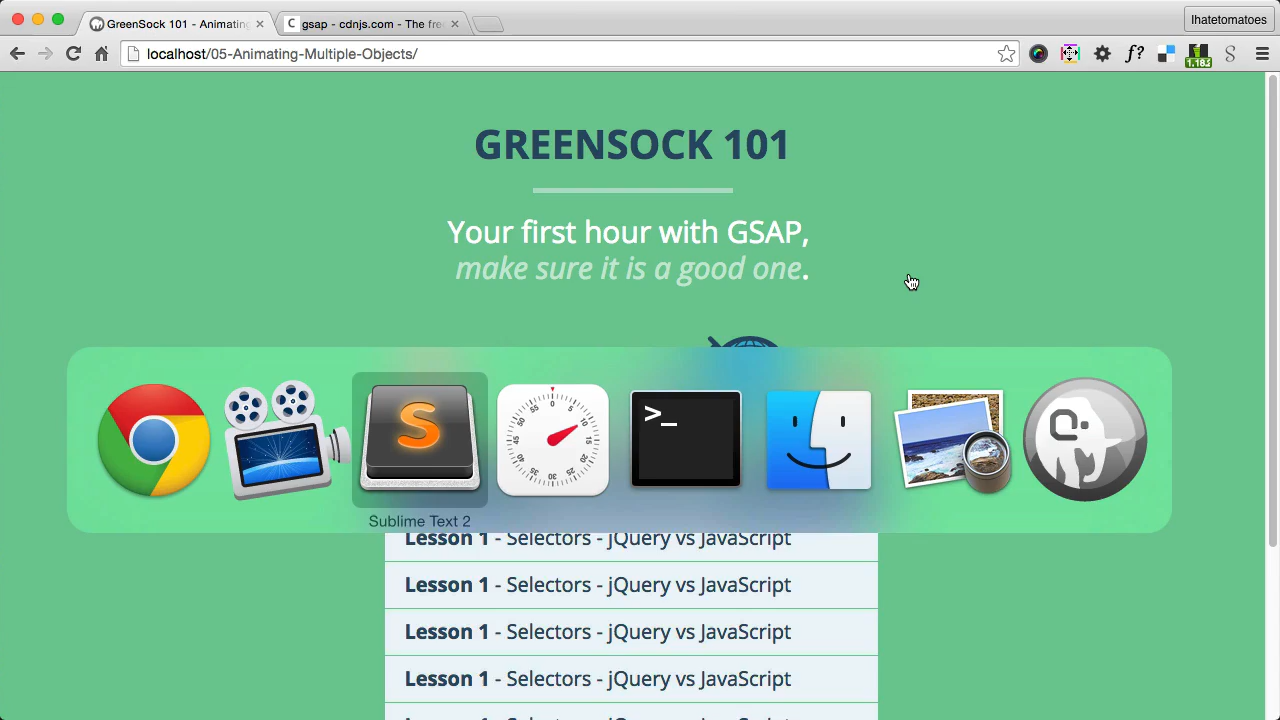 GreenSock 101 - Animating
gsap - cdnjs.com - The fre
Ihatetomatoes
localhost/05-Animating-Multiple-Objects/
f?
1.18
GREENSOCK 101
Your first hour with GSAP,
make sure it is a good one.
Sublime Text 2
Lesson 1 - Selectors - jQuery vs JavaScript
Lesson 1 - Selectors - jQuery vs JavaScript
Lesson 1 - Selectors - jQuery vs JavaScript
Lesson 1 - Selectors - jQuery vs JavaScript